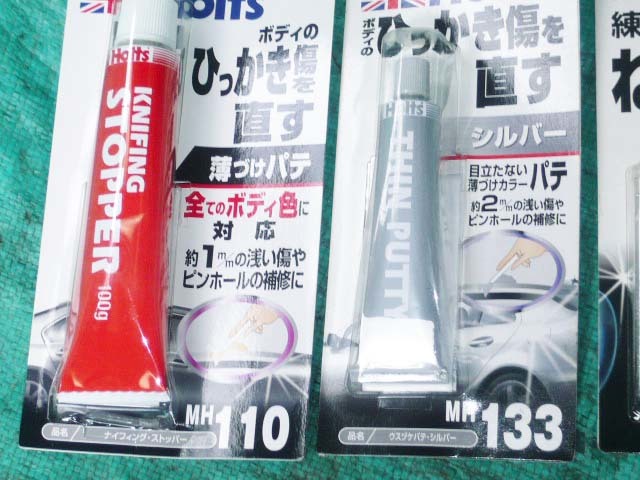 Holts
ボディの
ひっかき傷を
直す
薄づけパテ
全てのボディ色に
対応
約1m/mの浅い傷や
ピンホールの補修に
MH110
品名
ナイフィング・ストッパー
Holts
KNIFING
STOPPER
100g
ボディの
ひっかき傷を
直す
シルバー
目立たない
薄づけカラーパテ
約2m/mの浅い傷や
ピンホールの補修に
MH133
品名
ウスヅケパテ・シルバー
Holts
THIN PUTTY
練
ね